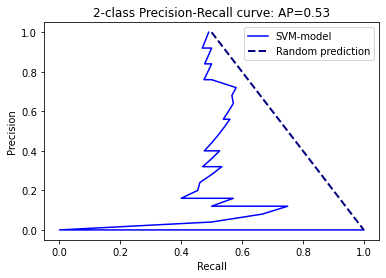 2-class Precision-Recall curve: AP=0.53
SVM-model
Random prediction
Precision
1.0
0.8
0.6
0.4
0.2
0.0
0.0 0.2 0.4 0.6 0.8 1.0
Recall